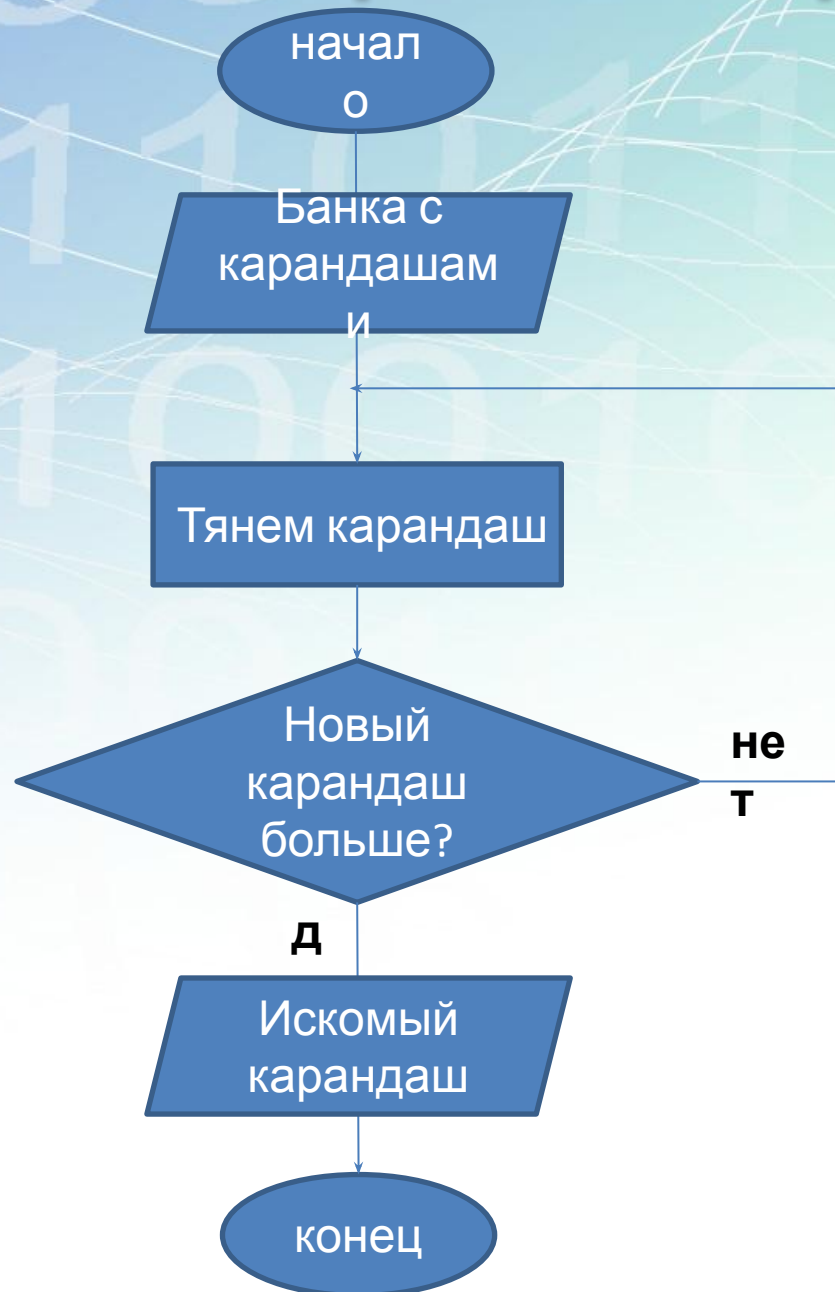 начал
о
Банка с
карандашам
и
Тянем карандаш
Новый
карандаш
больше?
не
т
д
Искомый
карандаш
конец